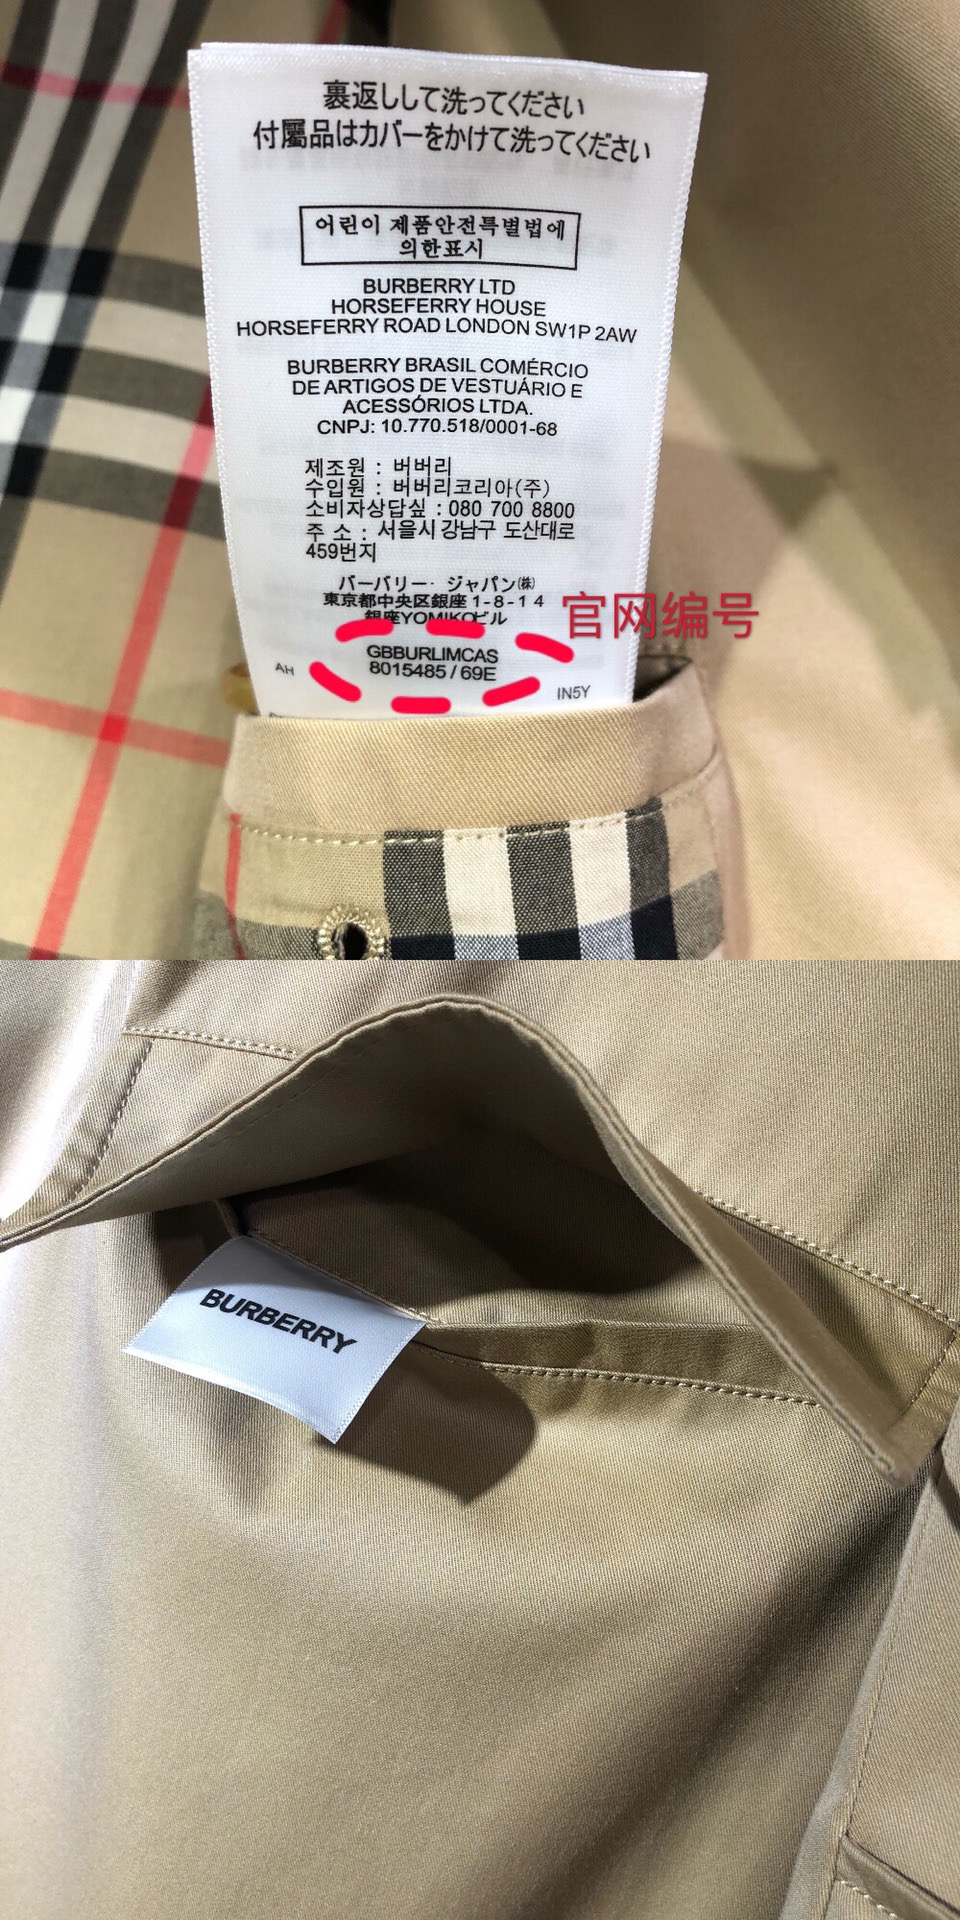 裏返しして洗ってください
付屬品はカバーをかけて洗ってください
어린이 제품안전특별법에
의한표시
BURBERRY LTD
HORSEFERRY HOUSE
HORSEFERRY ROAD LONDON SW1P 2AW
BURBERRY BRASIL COMÉRCIO
DE ARTIGOS DE VESTUÁRIO E
ACESSÓRIOS LTDA.
CNPJ: 10.770.518/0001-68
제조원 : 버버리
수입원 : 버버리코리아(주)
소비자상답실 : 080 700 8800
주 소 : 서울시 강남구 도산대로
459번지
バーバリー· ジャパン㈱
東京都中央区銀座 1-8-14
銀座YOMIKOビル
官网编号
GBBURLIMCAS
8015485 / 69E
AH
IN5Y
BURBERRY